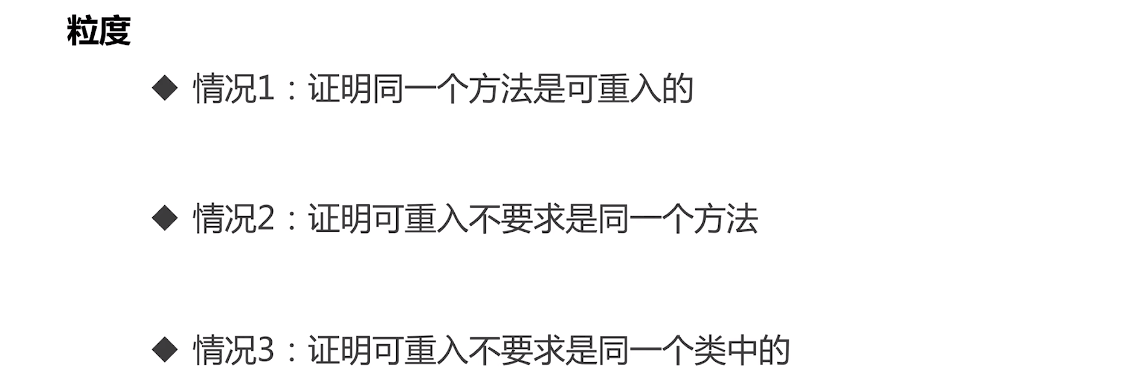 粒度
◆ 情况1：证明同一个方法是可重入的
◆ 情况2：证明可重入不要求是同一个方法
◆ 情况3：证明可重入不要求是同一个类中的